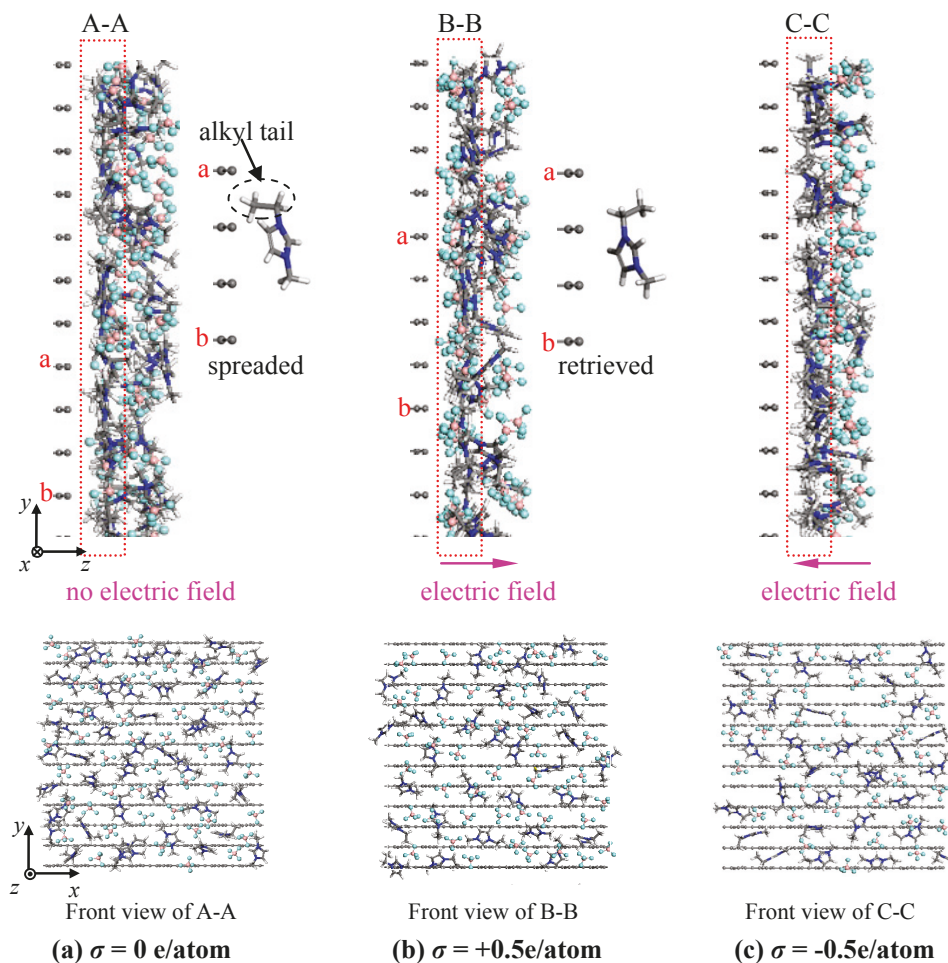 A-A
B-B
C-C
alkyl tail
a
a
a
a
b
b
spreaded
retrieved
b
b
y
x
z
no electric field
electric field
electric field
y
z
x
Front view of A-A
Front view of B-B
Front view of C-C
(a) σ = 0 e/atom
(b) σ = +0.5e/atom
(c) σ = -0.5e/atom